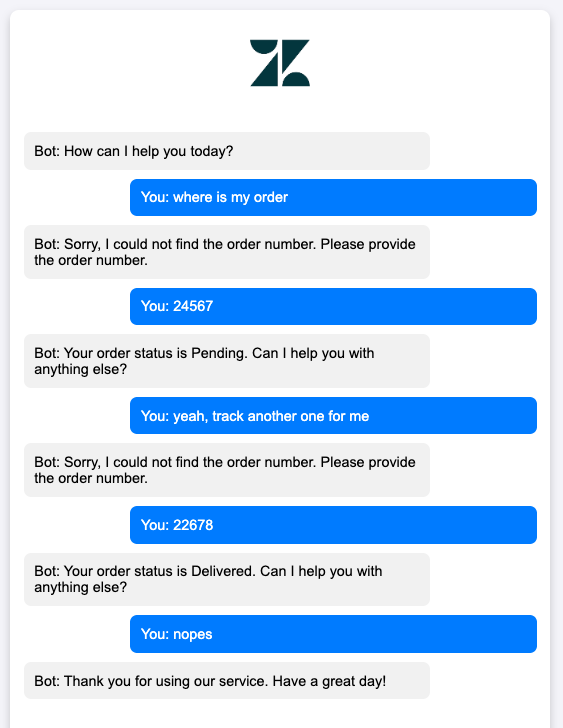 Bot: How can I help you today?
You: where is my order
Bot: Sorry, I could not find the order number. Please provide
the order number.
You: 24567
Bot: Your order status is Pending. Can I help you with
anything else?
You: yeah, track another one for me
Bot: Sorry, I could not find the order number. Please provide
the order number.
You: 22678
Bot: Your order status is Delivered. Can I help you with
anything else?
You: nopes
Bot: Thank you for using our service. Have a great day!